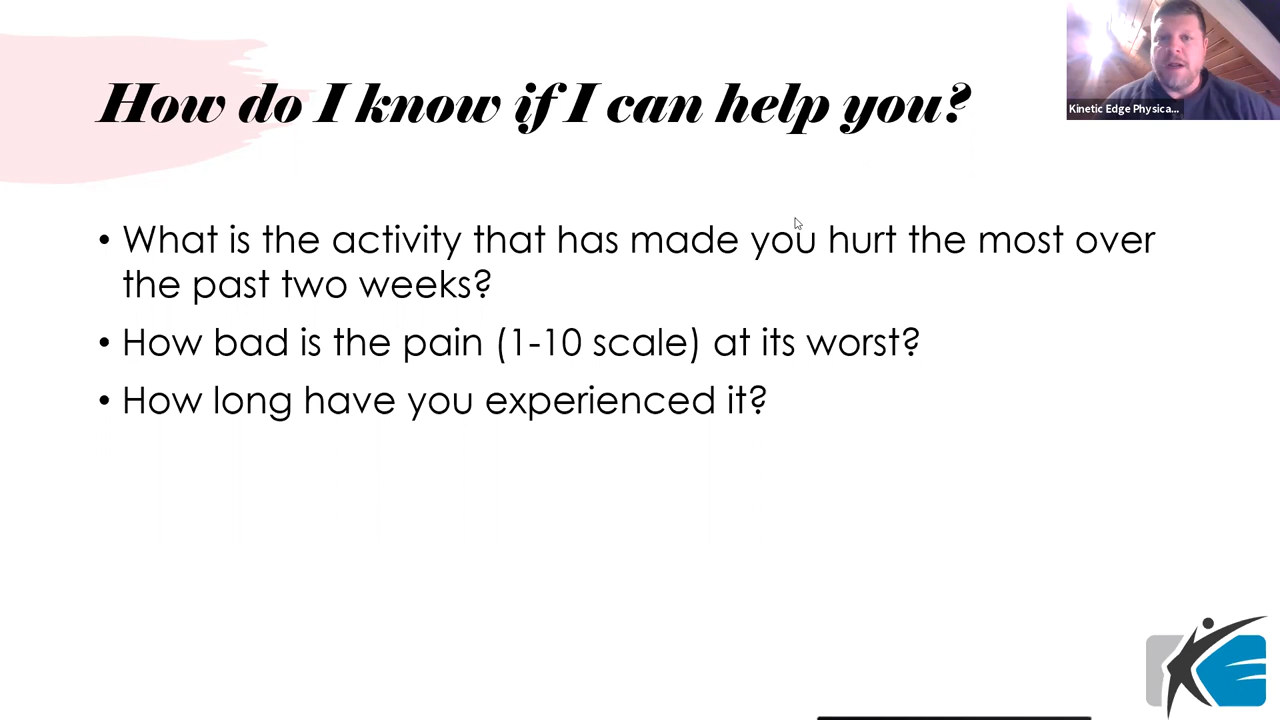 How do I know if I can help you?
Kinetic Edge Physica...
• What is the activity that has made you hurt the most over
the past two weeks?
• How bad is the pain (1-10 scale) at its worst?
• How long have you experienced it?